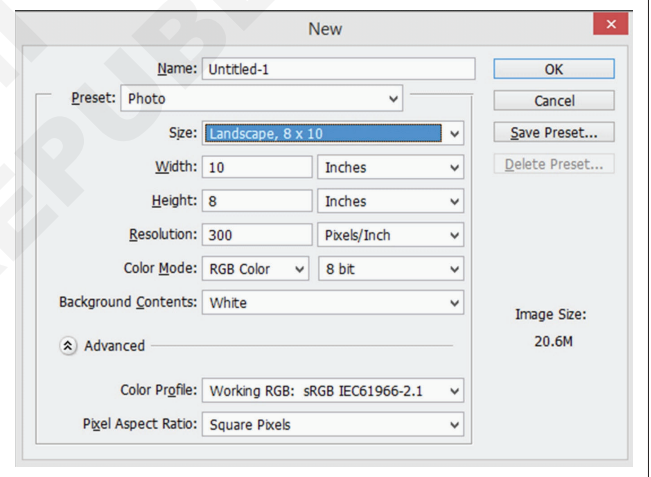 New
Name: Untitled-1
OK
Preset: Photo
Cancel
Size: Landscape, 8 x 10
Save Preset...
Width: 10 Inches
Delete Preset...
Height: 8 Inches
Resolution: 300 Pixels/Inch
Color Mode: RGB Color 8 bit
Background Contents: White
Image Size:
20.6M
Advanced
Color Profile: Working RGB: sRGB IEC61966-2.1
Pixel Aspect Ratio: Square Pixels